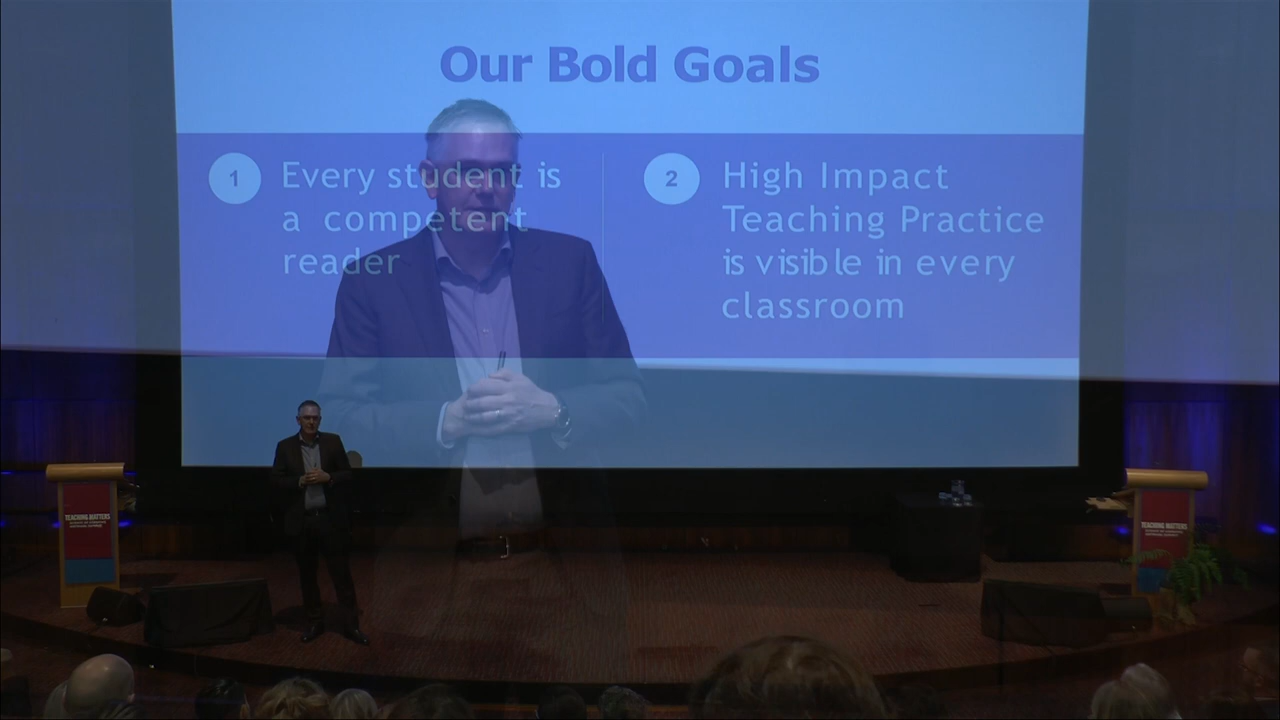 Our Bold Goals
1
Every student is
a competent
reader
2
High Impact
Teaching Practice
is visible in every
classroom
TEACHING MATTERS
TEACHING MATTERS